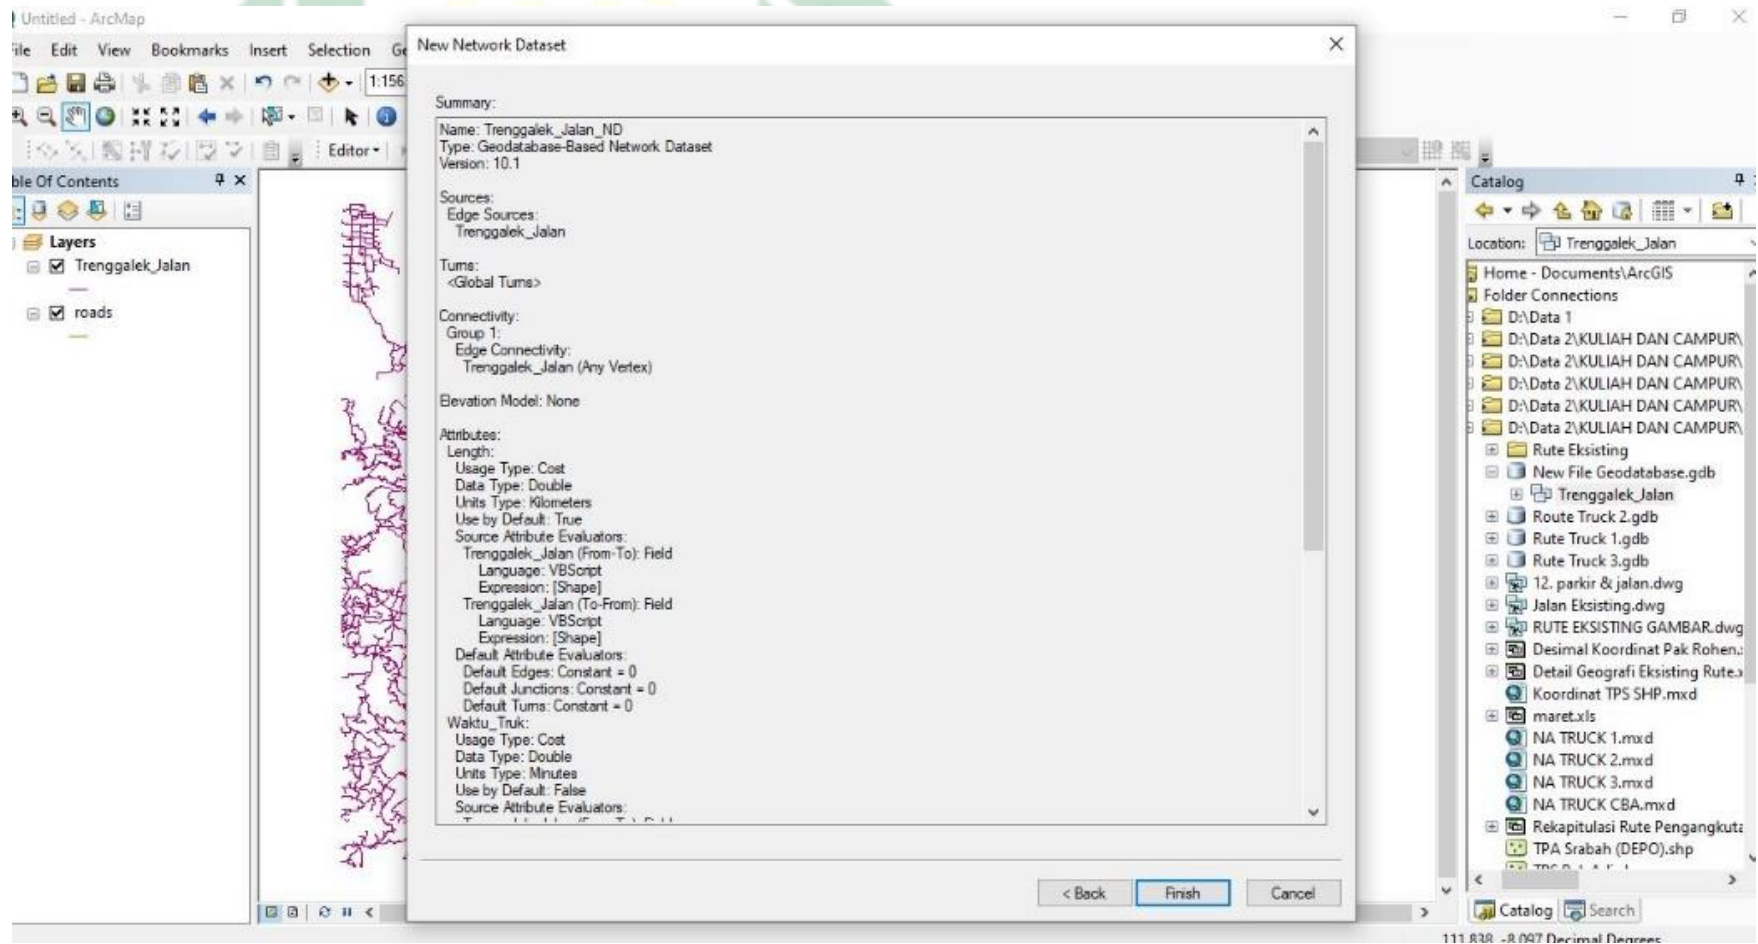 Untitled - ArcMap
File Edit View Bookmarks Insert Selection
1:156
Editor
ble Of Contents
Layers
Trenggalek_Jalan
roads
New Network Dataset
Summary:
Name: Trenggalek_Jalan_ND
Type: Geodatabase-Based Network Dataset
Version: 10.1
Sources:
Edge Sources:
Trenggalek_Jalan
Turns:
<Global Turns>
Connectivity:
Group 1:
Edge Connectivity:
Trenggalek_Jalan (Any Vertex)
Elevation Model: None
Attributes:
Length:
Usage Type: Cost
Data Type: Double
Units Type: Kilometers
Use by Default: True
Source Attribute Evaluators:
Trenggalek_Jalan (From-To): Field
Language: VBScript
Expression: [Shape]
Trenggalek_Jalan (To-From): Field
Language: VBScript
Expression: [Shape]
Default Attribute Evaluators:
Default Edges: Constant = 0
Default Junctions: Constant = 0
Default Turns: Constant = 0
Waktu_Truk:
Usage Type: Cost
Data Type: Double
Units Type: Minutes
Use by Default: False
Source Attribute Evaluators:
< Back Finish Cancel
Catalog
Location: Trenggalek_Jalan
Home - Documents\ArcGIS
Folder Connections
D:\Data 1
D:\Data 2\KULIAH DAN CAMPUR\
D:\Data 2\KULIAH DAN CAMPUR\
D:\Data 2\KULIAH DAN CAMPUR\
D:\Data 2\KULIAH DAN CAMPUR\
D:\Data 2\KULIAH DAN CAMPUR\
Rute Eksisting
New File Geodatabase.gdb
Trenggalek_Jalan
Route Truck 2.gdb
Rute Truck 1.gdb
Rute Truck 3.gdb
12. parkir & jalan.dwg
Jalan Eksisting.dwg
RUTE EKSISTING GAMBAR.dwg
Desimal Koordinat Pak Rohen.
Detail Geografi Eksisting Rute.
Koordinat TPS SHP.mxd
maret.xls
NA TRUCK 1.mxd
NA TRUCK 2.mxd
NA TRUCK 3.mxd
NA TRUCK CBA.mxd
Rekapitulasi Rute Pengangkuta
TPA Srabah (DEPO).shp
Catalog Search
111.838 -8.097 Decimal Degrees